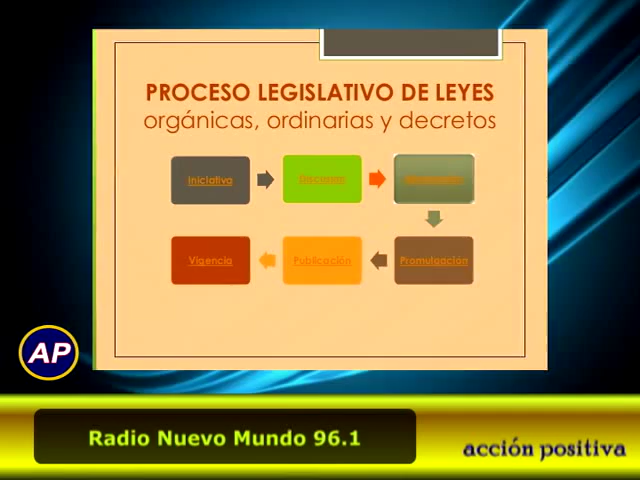 PROCESO LEGISLATIVO DE LEYES
orgánicas, ordinarias y decretos
Iniciativa
Discusión
Promulgación
Publicación
Vigencia
AP
Radio Nuevo Mundo 96.1
acción positiva